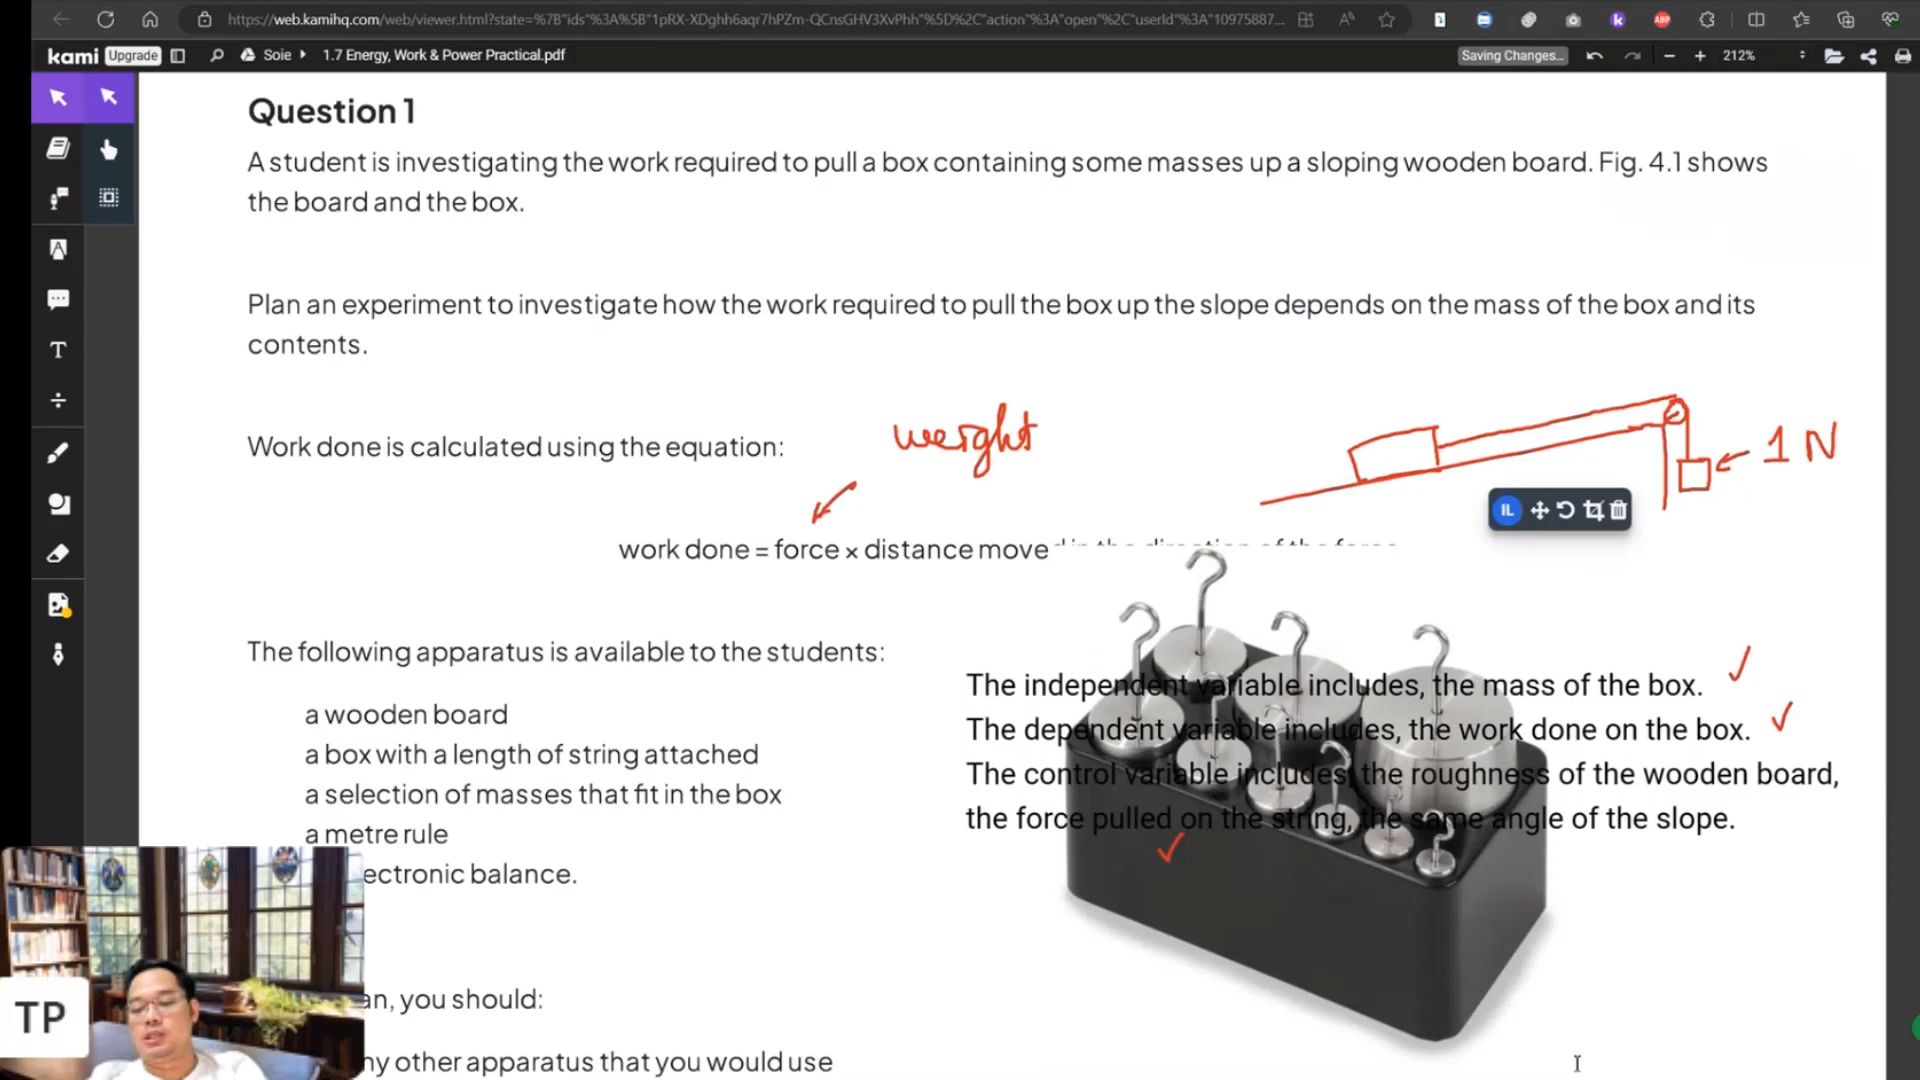 https://web.kamihq.com/web/viewer.html?state=%7B"ids"%3A%5B"1pRX-XDghh6aqr7hPZm-QCnsGHV3XvPhh"%5D%2C"action"%3A"open"%2C"userId"%3A"10975887...
kami Upgrade Soie 1.7 Energy, Work & Power Practical.pdf Saving Changes... 212%
Question 1
A student is investigating the work required to pull a box containing some masses up a sloping wooden board. Fig. 4.1 shows
the board and the box.
Plan an experiment to investigate how the work required to pull the box up the slope depends on the mass of the box and its
contents.
weight
1 N
Work done is calculated using the equation:
IL
work done = force × distance moved in the direction of the force
The following apparatus is available to the students:
a wooden board
a box with a length of string attached
a selection of masses that fit in the box
a metre rule
ectronic balance.
The independent variable includes, the mass of the box.
The dependent variable includes, the work done on the box.
The control variable includes, the roughness of the wooden board,
the force pulled on the string, the same angle of the slope.
an, you should:
ny other apparatus that you would use
TP